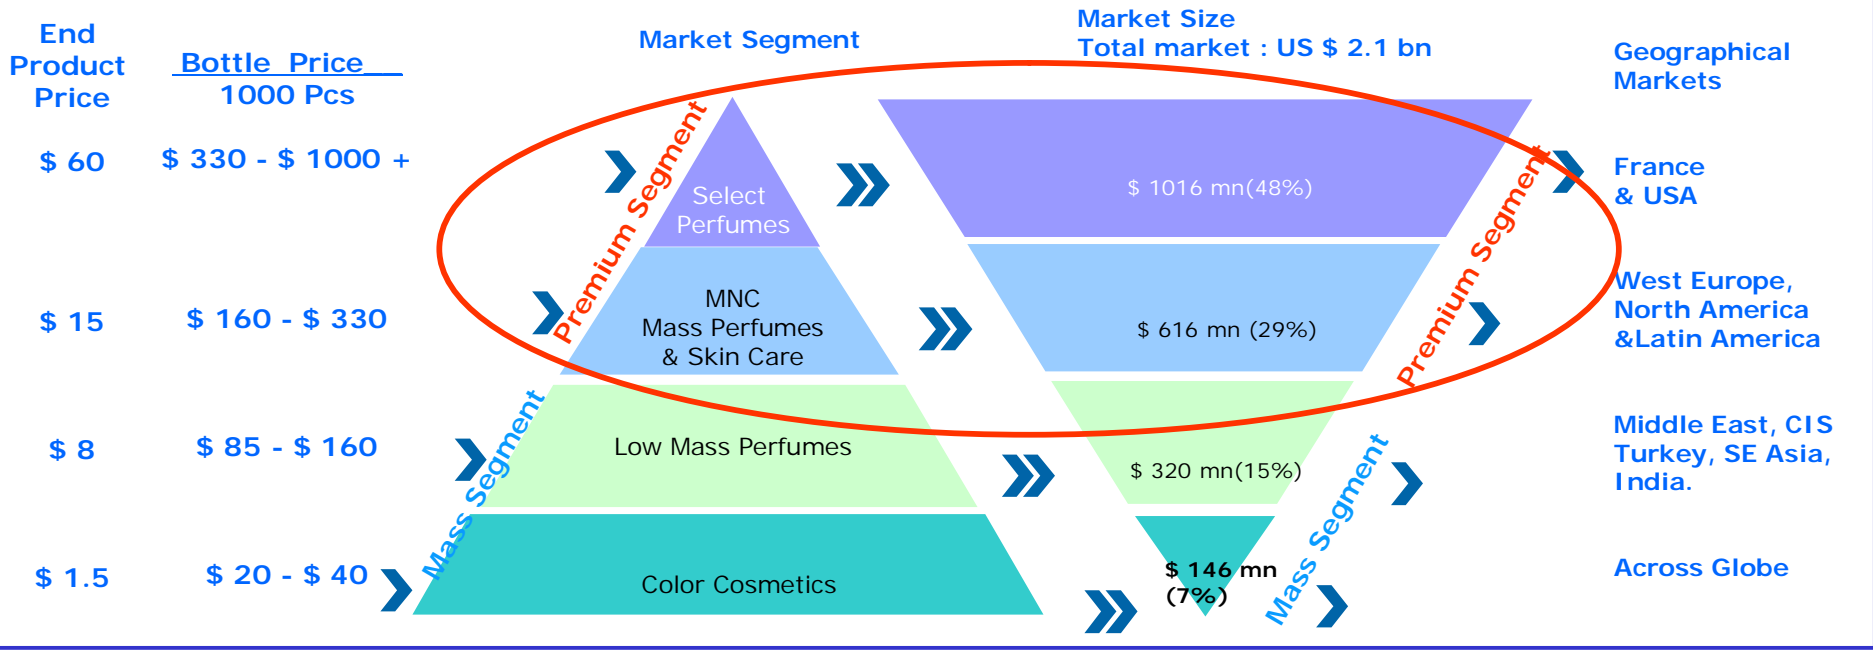 End
Product
Price
Bottle Price
1000 Pcs
Market Segment
Market Size
Total market : US $ 2.1 bn
Geographical
Markets
$ 60
$ 330 - $ 1000 +
Premium Segment
Select
Perfumes
$ 1016 mn(48%)
Premium Segment
France
& USA
$ 15
$ 160 - $ 330
MNC
Mass Perfumes
& Skin Care
$ 616 mn (29%)
West Europe,
North America
&Latin America
$ 8
$ 85 - $ 160
Mass Segment
Low Mass Perfumes
$ 320 mn(15%)
Mass Segment
Middle East, CIS
Turkey, SE Asia,
India.
$ 1.5
$ 20 - $ 40
Color Cosmetics
$ 146 mn
(7%)
Across Globe